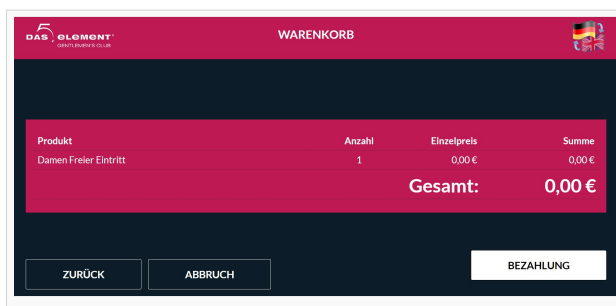 5
DAS element
GENTLEMEN'S CLUB
WARENKORB
Produkt Anzahl Einzelpreis Summe
Damen Freier Eintritt 1 0,00 € 0,00 €
Gesamt: 0,00 €
ZURÜCK ABBRUCH BEZAHLUNG